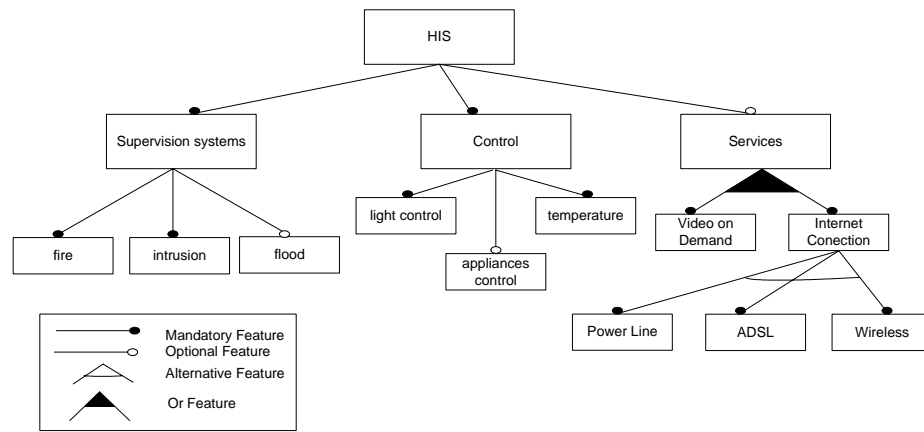 HIS
Supervision systems
Control
Services
fire
intrusion
flood
light control
appliances
control
temperature
Video on
Demand
Internet
Conection
Power Line
ADSL
Wireless
Mandatory Feature
Optional Feature
Alternative Feature
Or Feature